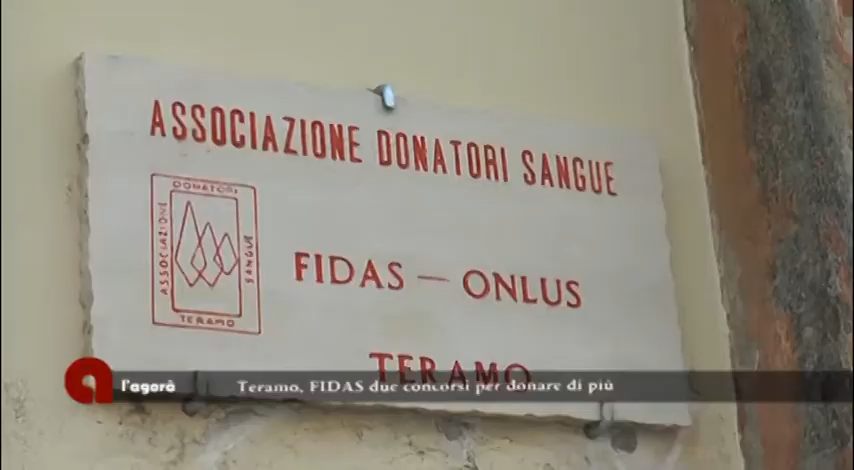 ASSOCIAZIONE DONATORI SANGUE
DONATORI
ASSOCIAZIONE
SANGUE
TERAMO
FIDAS — ONLUS
TERAMO
a l'agorà
Teramo, FIDAS due concorsi per donare di più